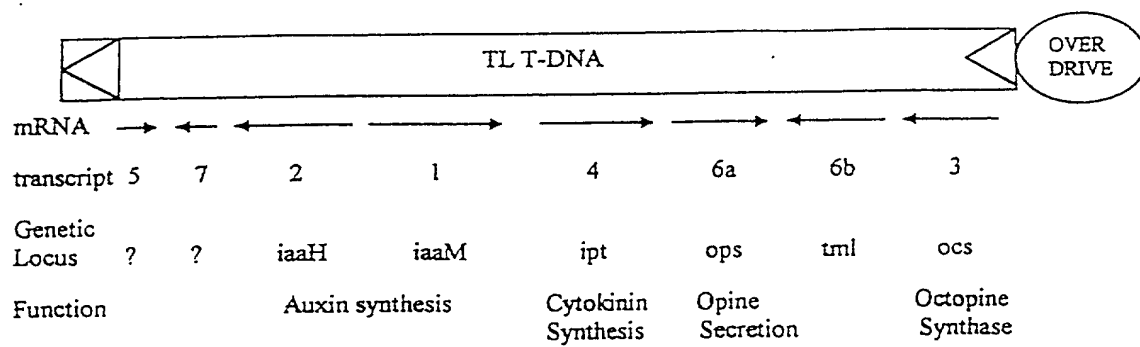 TL T-DNA
OVER
DRIVE
mRNA
transcript 5 7 2 1 4 6a 6b 3
Genetic
Locus ? ? iaaH iaaM ipt ops tml ocs
Function Auxin synthesis Cytokinin Opine Octopine
Synthesis Secretion Synthase